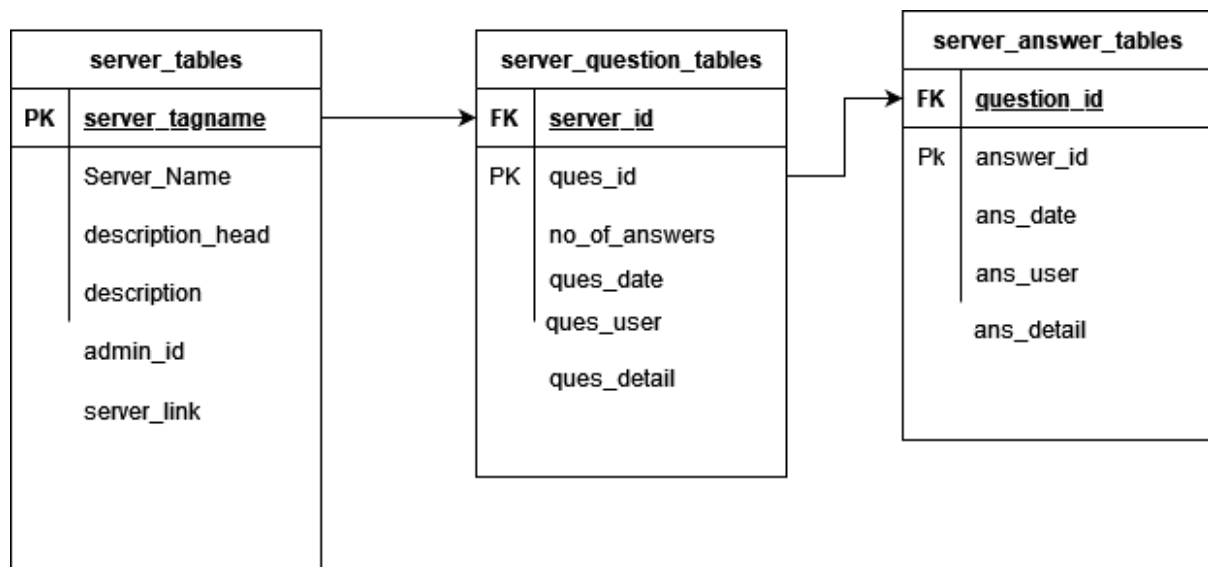 server_tables
PK server_tagname
Server_Name
description_head
description
admin_id
server_link
server_question_tables
FK server_id
PK ques_id
no_of_answers
ques_date
ques_user
ques_detail
server_answer_tables
FK question_id
Pk answer_id
ans_date
ans_user
ans_detail